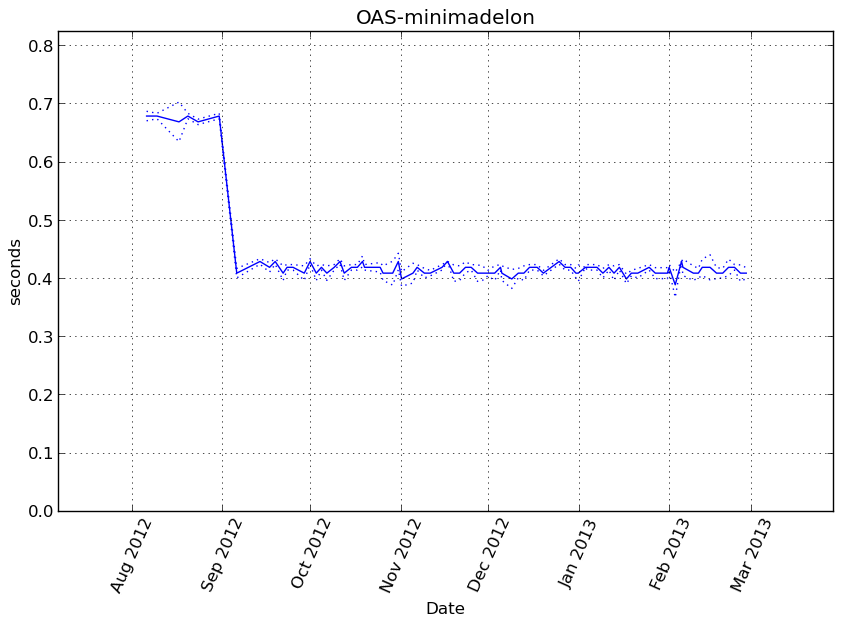 OAS-minimadelon
0.8
0.7
0.6
0.5
0.4
0.3
0.2
0.1
0.0
seconds
Aug 2012
Sep 2012
Oct 2012
Nov 2012
Dec 2012
Jan 2013
Feb 2013
Mar 2013
Date